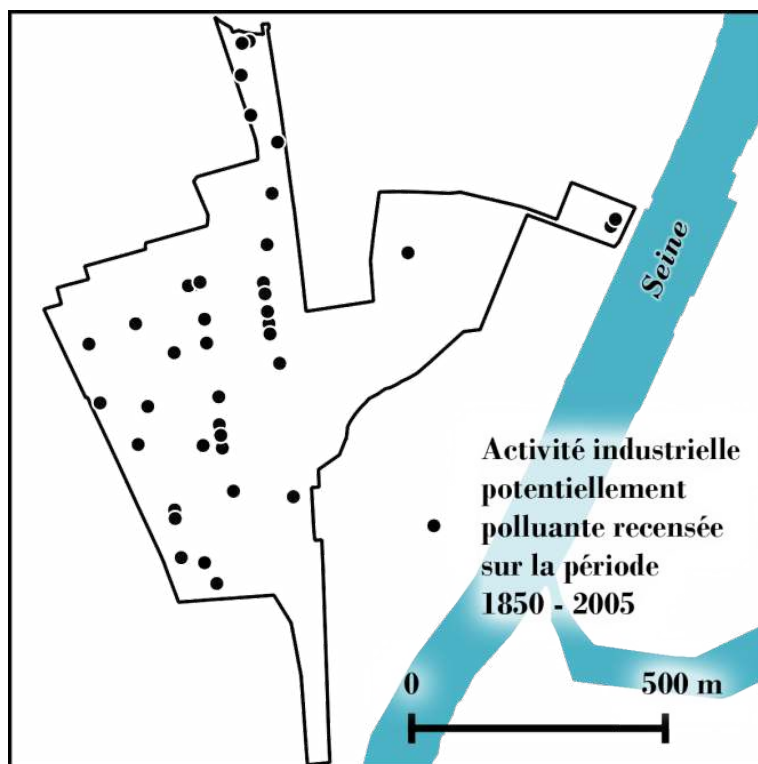 Seine
Activité industrielle
potentiellement
polluante recensée
sur la période
1850 - 2005
0 500 m